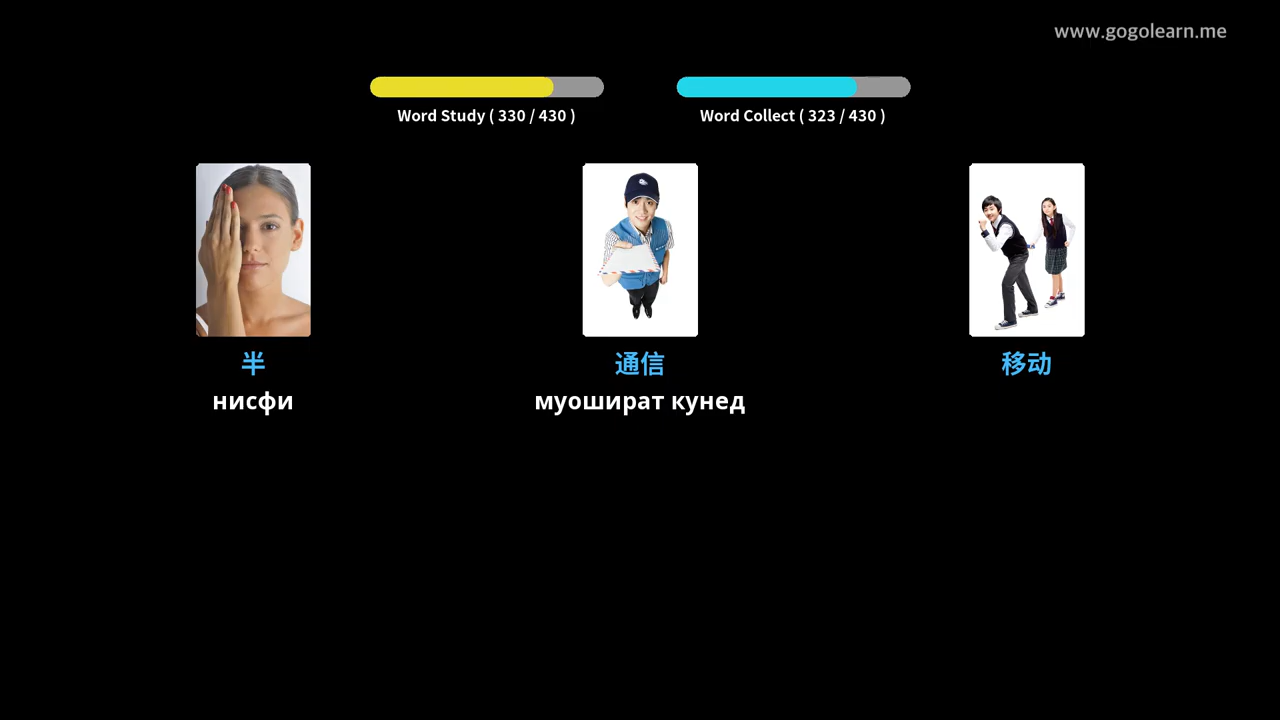 www.gogolearn.me
Word Study ( 330 / 430 )
Word Collect ( 323 / 430 )
半
通信
移动
нисфи
муошират кунед